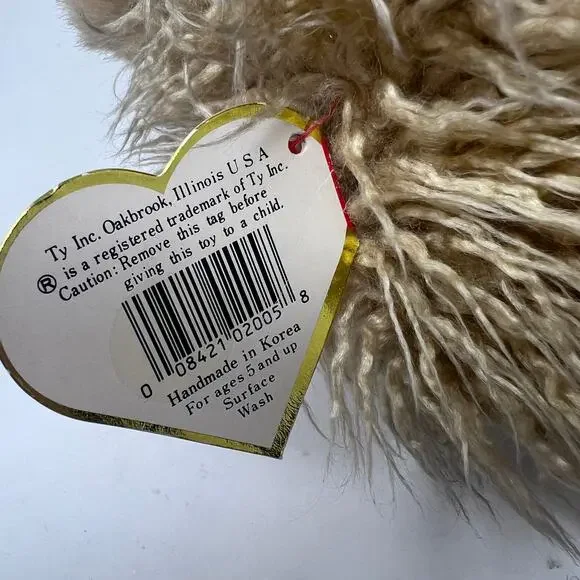 Ty Inc. Oakbrook, Illinois U S A
® is a registered trademark of Ty Inc.
Caution: Remove this tag before
giving this toy to a child.
0 08421 02005 8
Handmade in Korea
For ages 5 and up
Surface
Wash